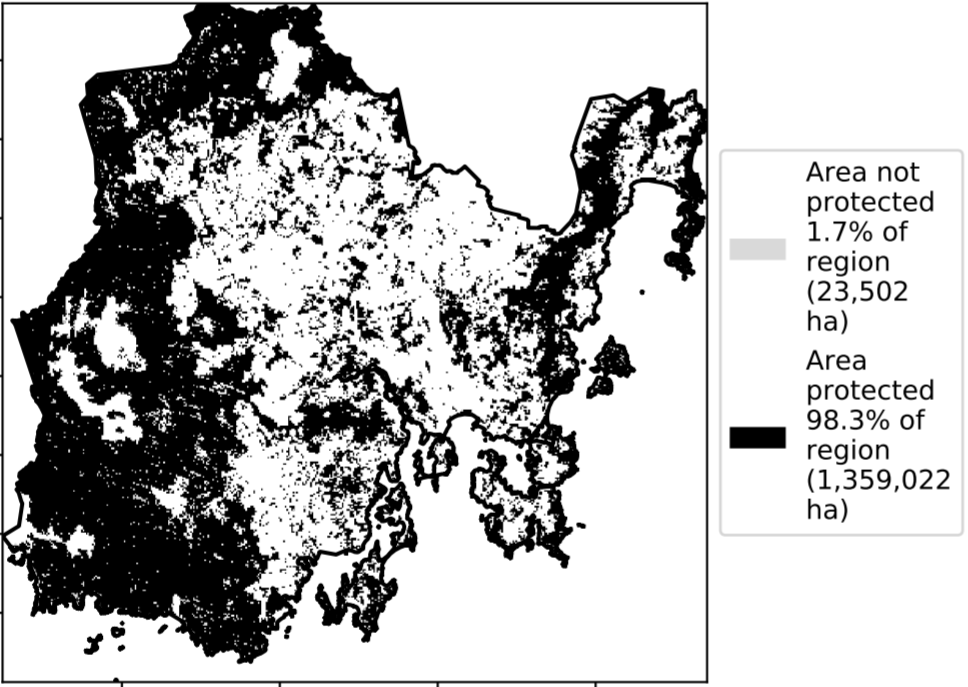 Area not
protected
1.7% of
region
(23,502
ha)
Area
protected
98.3% of
region
(1,359,022
ha)